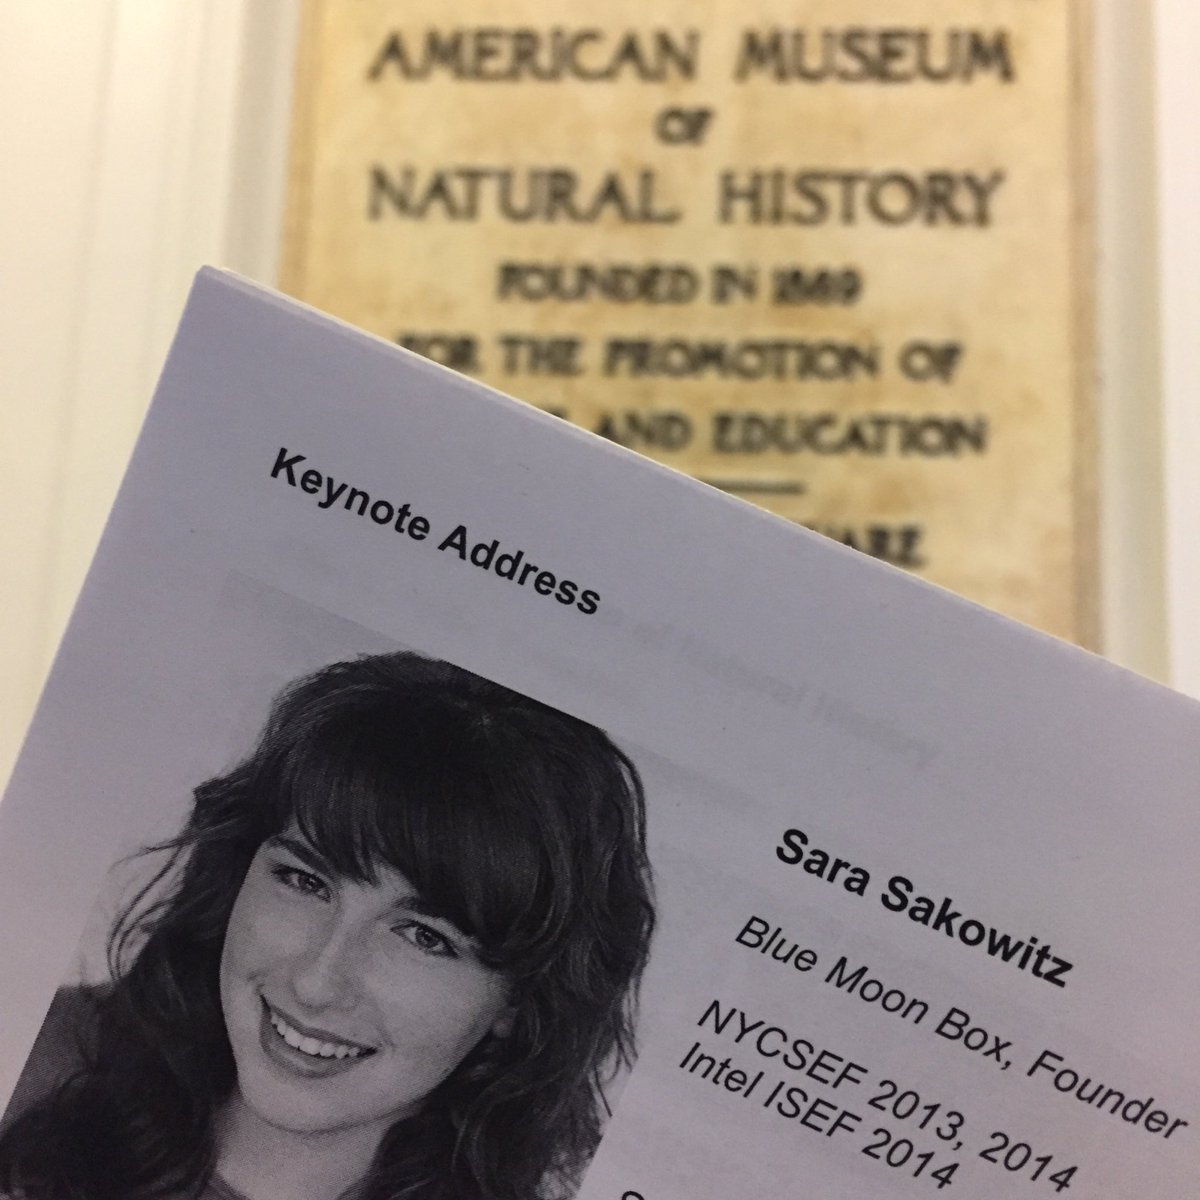 AMERICAN MUSEUM
OF
NATURAL HISTORY
FOUNDED IN 1869
FOR THE PROMOTION OF
AND EDUCATION
Keynote Address
Sara Sakowitz
Blue Moon Box, Founder
NYCSEF 2013, 2014
Intel ISEF 2014